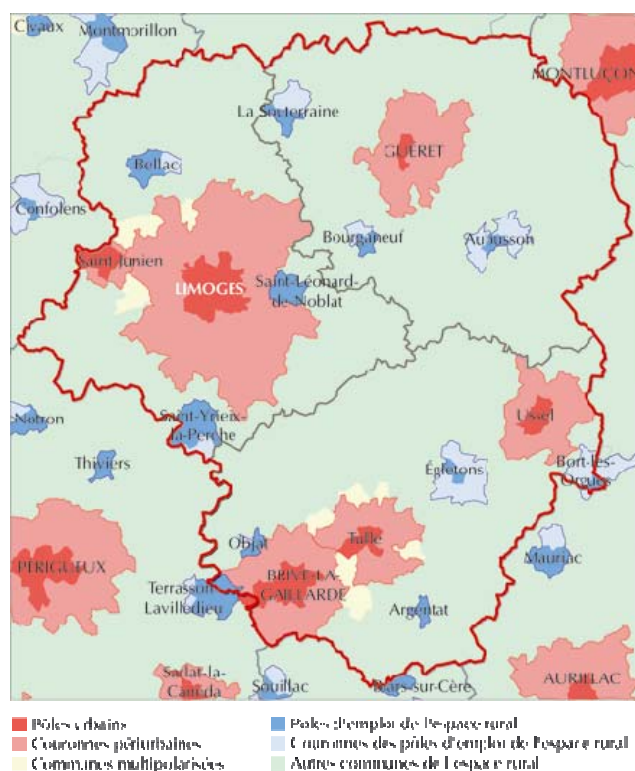 Civaux
Montmorillon
MONTLUÇON
La Souterraine
GUÉRET
Bellac
Confolens
Bourganeuf
Aubusson
Saint-Junien
LIMOGES
Saint-Léonard-
de-Noblat
Saint-Yrieix-
la-Perche
Ussel
Nontron
Thiviers
Égletons
Bort-les-
Orgues
Objat
Tulle
Mauriac
PÉRIGUEUX
BRIVE-LA-
GAILLARDE
Terrasson-
Lavilledieu
Argentat
Sarlat-la-
Canéda
Souillac
Biars-sur-Cère
AURILLAC
Pôles urbains
Couronnes périurbaines
Communes multipolarisées
Pôles d'emploi de l'espace rural
Couronnes des pôles d'emploi de l'espace rural
Autres communes de l'espace rural